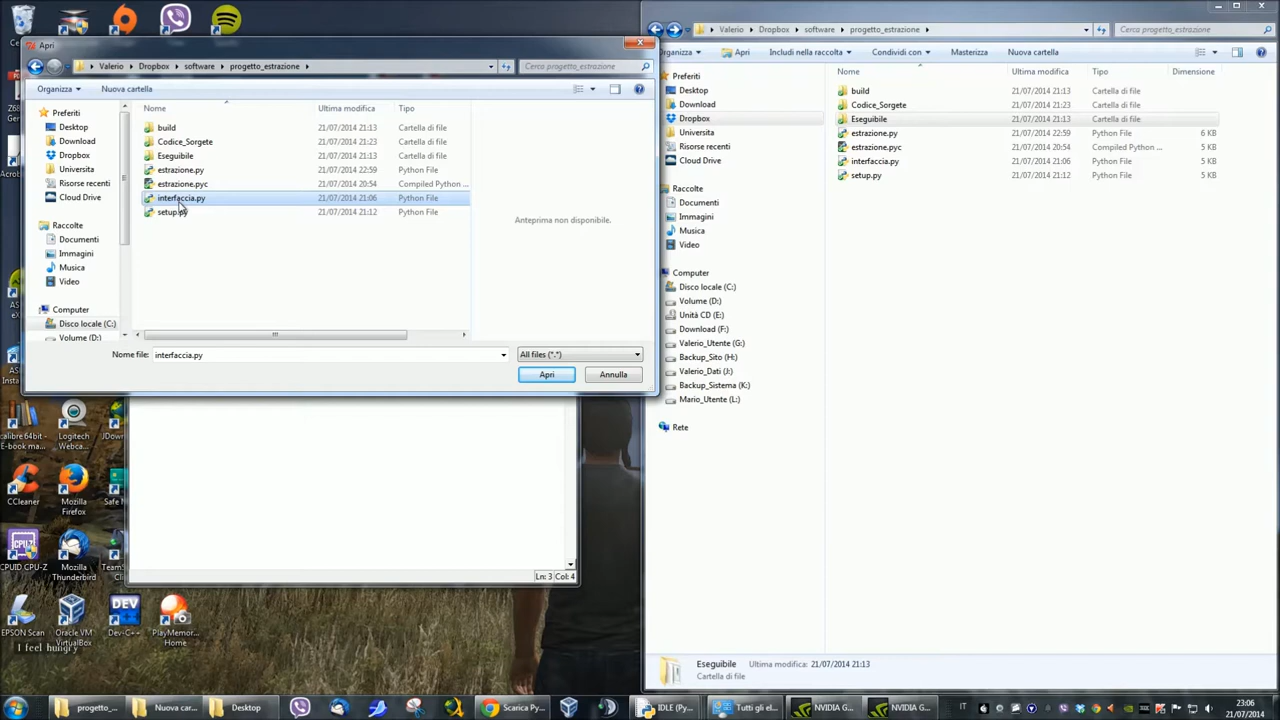 Apri
Valerio ▸ Dropbox ▸ software ▸ progetto_estrazione ▸
Cerca progetto_estrazione
Organizza
Nuova cartella
Preferiti
Desktop
Download
Dropbox
Universita
Risorse recenti
Cloud Drive
Raccolte
Documenti
Immagini
Musica
Video
Computer
Disco locale (C:)
Volume (D:)
Nome Ultima modifica Tipo
build 21/07/2014 21:13 Cartella di file
Codice_Sorgete 21/07/2014 21:23 Cartella di file
Eseguibile 21/07/2014 21:13 Cartella di file
estrazione.py 21/07/2014 22:59 Python File
estrazione.pyc 21/07/2014 20:54 Compiled Python ...
interfaccia.py 21/07/2014 21:06 Python File
setup.py 21/07/2014 21:12 Python File
Anteprima non disponibile.
Nome file: interfaccia.py
All files (*.*)
Apri Annulla
Ln: 3 Col: 4
Valerio ▸ Dropbox ▸ software ▸ progetto_estrazione ▸
Cerca progetto_estrazione
Organizza
Apri
Includi nella raccolta
Condividi con
Masterizza
Nuova cartella
Preferiti
Desktop
Download
Dropbox
Universita
Risorse recenti
Cloud Drive
Raccolte
Documenti
Immagini
Musica
Video
Computer
Disco locale (C:)
Volume (D:)
Unità CD (E:)
Download (F:)
Valerio_Utente (G:)
Backup_Sito (H:)
Valerio_Dati (J:)
Backup_Sistema (K:)
Mario_Utente (L:)
Rete
Nome Ultima modifica Tipo Dimensione
build 21/07/2014 21:13 Cartella di file
Codice_Sorgete 21/07/2014 21:23 Cartella di file
Eseguibile 21/07/2014 21:13 Cartella di file
estrazione.py 21/07/2014 22:59 Python File 6 KB
estrazione.pyc 21/07/2014 20:54 Compiled Python ... 5 KB
interfaccia.py 21/07/2014 21:06 Python File 5 KB
setup.py 21/07/2014 21:12 Python File 5 KB
Eseguibile Ultima modifica: 21/07/2014 21:13
Cartella di file
calibre 64bit - E-book ma...
Logitech Webca...
JDown
CCleaner
Mozilla Firefox
Safe
CPUID CPU-Z
Mozilla Thunderbird
Team
EPSON Scan
Oracle VM VirtualBox
Dev-C++
PlayMemor... Home
I feel hungry
progetto_...
Nuova car...
Desktop
Scarica Py...
IDLE (Py...
Tutti gli el...
NVIDIA G...
NVIDIA G...
IT
23:06
21/07/2014